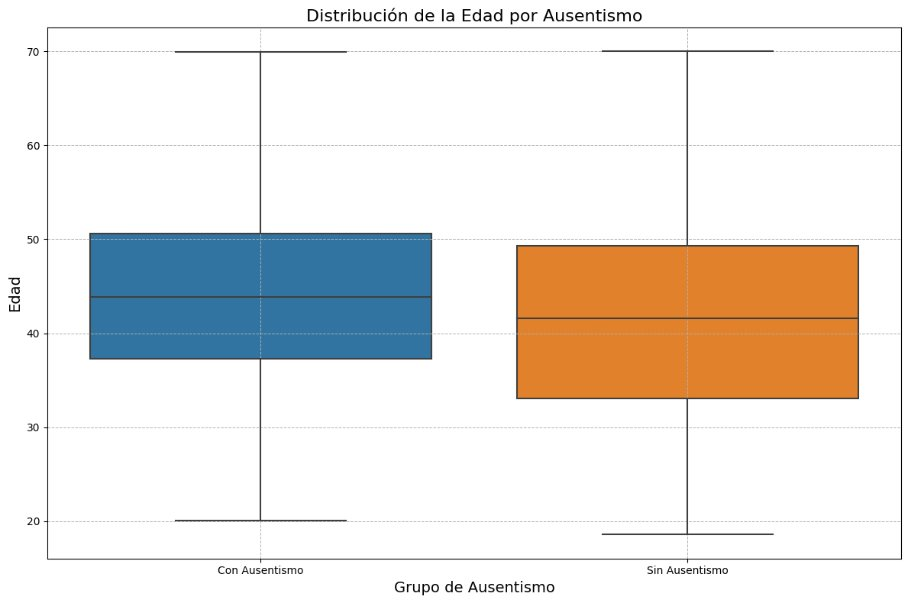 Distribución de la Edad por Ausentismo
70
60
50
40
30
20
Edad
Con Ausentismo
Sin Ausentismo
Grupo de Ausentismo